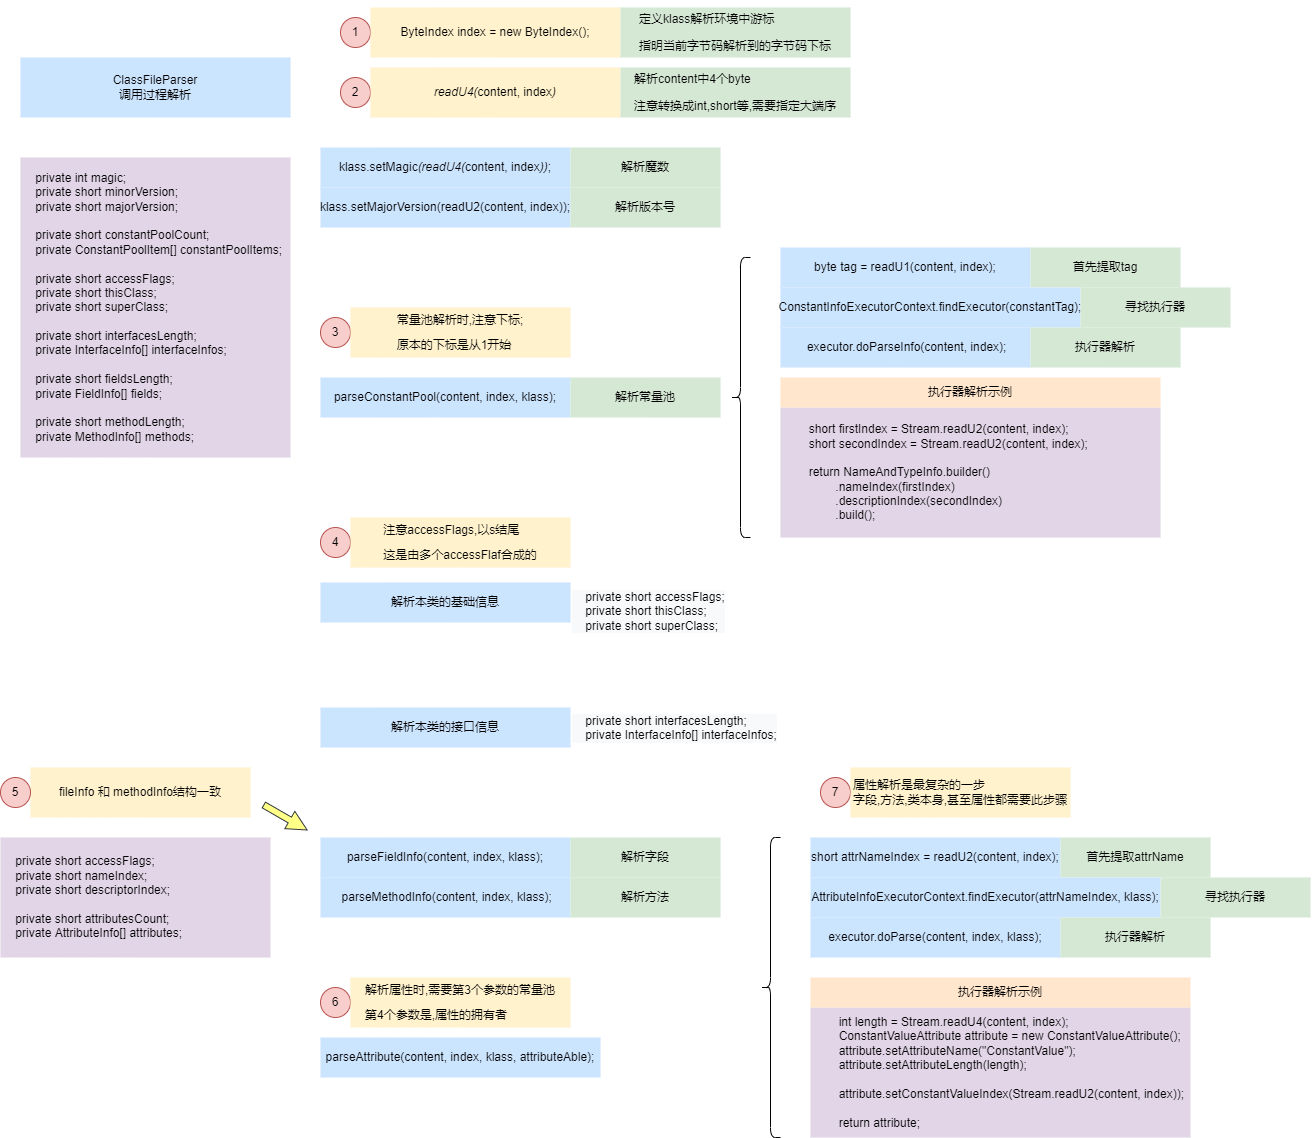 1
ByteIndex index = new ByteIndex();
定义klass解析环境中游标
指明当前字节码解析到的字节码下标
ClassFileParser
调用过程解析
2
readU4(content, index)
解析content中4个byte
注意转换成int,short等,需要指定大端序
private int magic;
private short minorVersion;
private short majorVersion;
private short constantPoolCount;
private ConstantPoolItem[] constantPoolItems;
private short accessFlags;
private short thisClass;
private short superClass;
private short interfacesLength;
private InterfaceInfo[] interfaceInfos;
private short fieldsLength;
private FieldInfo[] fields;
private short methodLength;
private MethodInfo[] methods;
klass.setMagic(readU4(content, index));
解析魔数
klass.setMajorVersion(readU2(content, index));
解析版本号
3
常量池解析时,注意下标;
原本的下标是从1开始
parseConstantPool(content, index, klass);
解析常量池
byte tag = readU1(content, index);
首先提取tag
ConstantInfoExecutorContext.findExecutor(constantTag);
寻找执行器
executor.doParseInfo(content, index);
执行器解析
执行器解析示例
short firstIndex = Stream.readU2(content, index);
short secondIndex = Stream.readU2(content, index);
return NameAndTypeInfo.builder()
.nameIndex(firstIndex)
.descriptionIndex(secondIndex)
.build();
4
注意accessFlags,以s结尾
这是由多个accessFlaf合成的
解析本类的基础信息
private short accessFlags;
private short thisClass;
private short superClass;
解析本类的接口信息
private short interfacesLength;
private InterfaceInfo[] interfaceInfos;
5
fileInfo 和 methodInfo结构一致
private short accessFlags;
private short nameIndex;
private short descriptorIndex;
private short attributesCount;
private AttributeInfo[] attributes;
parseFieldInfo(content, index, klass);
解析字段
parseMethodInfo(content, index, klass);
解析方法
6
解析属性时,需要第3个参数的常量池
第4个参数是,属性的拥有者
parseAttribute(content, index, klass, attributeAble);
7
属性解析是最复杂的一步
字段,方法,类本身,甚至属性都需要此步骤
short attrNameIndex = readU2(content, index);
首先提取attrName
AttributeInfoExecutorContext.findExecutor(attrNameIndex, klass);
寻找执行器
executor.doParse(content, index, klass);
执行器解析
执行器解析示例
int length = Stream.readU4(content, index);
ConstantValueAttribute attribute = new ConstantValueAttribute();
attribute.setAttributeName("ConstantValue");
attribute.setAttributeLength(length);
attribute.setConstantValueIndex(Stream.readU2(content, index));
return attribute;